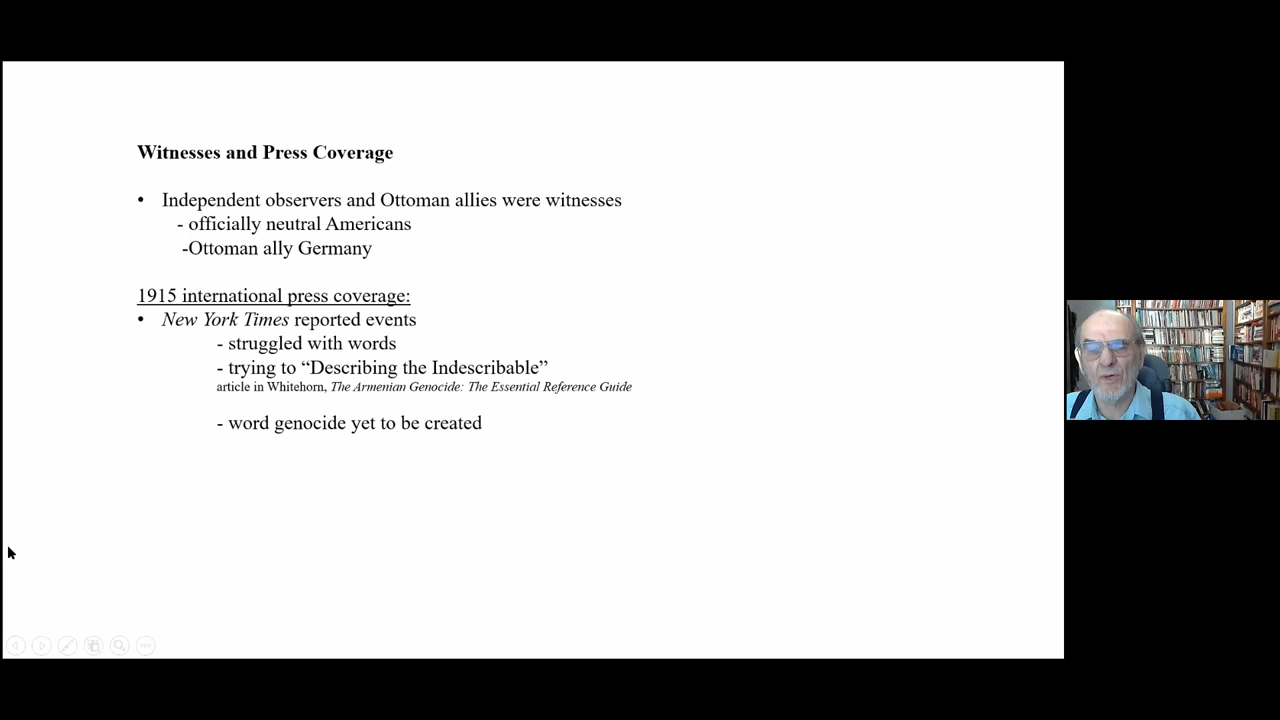 Witnesses and Press Coverage
• Independent observers and Ottoman allies were witnesses
- officially neutral Americans
-Ottoman ally Germany
1915 international press coverage:
• New York Times reported events
- struggled with words
- trying to “Describing the Indescribable”
article in Whitehorn, The Armenian Genocide: The Essential Reference Guide
- word genocide yet to be created